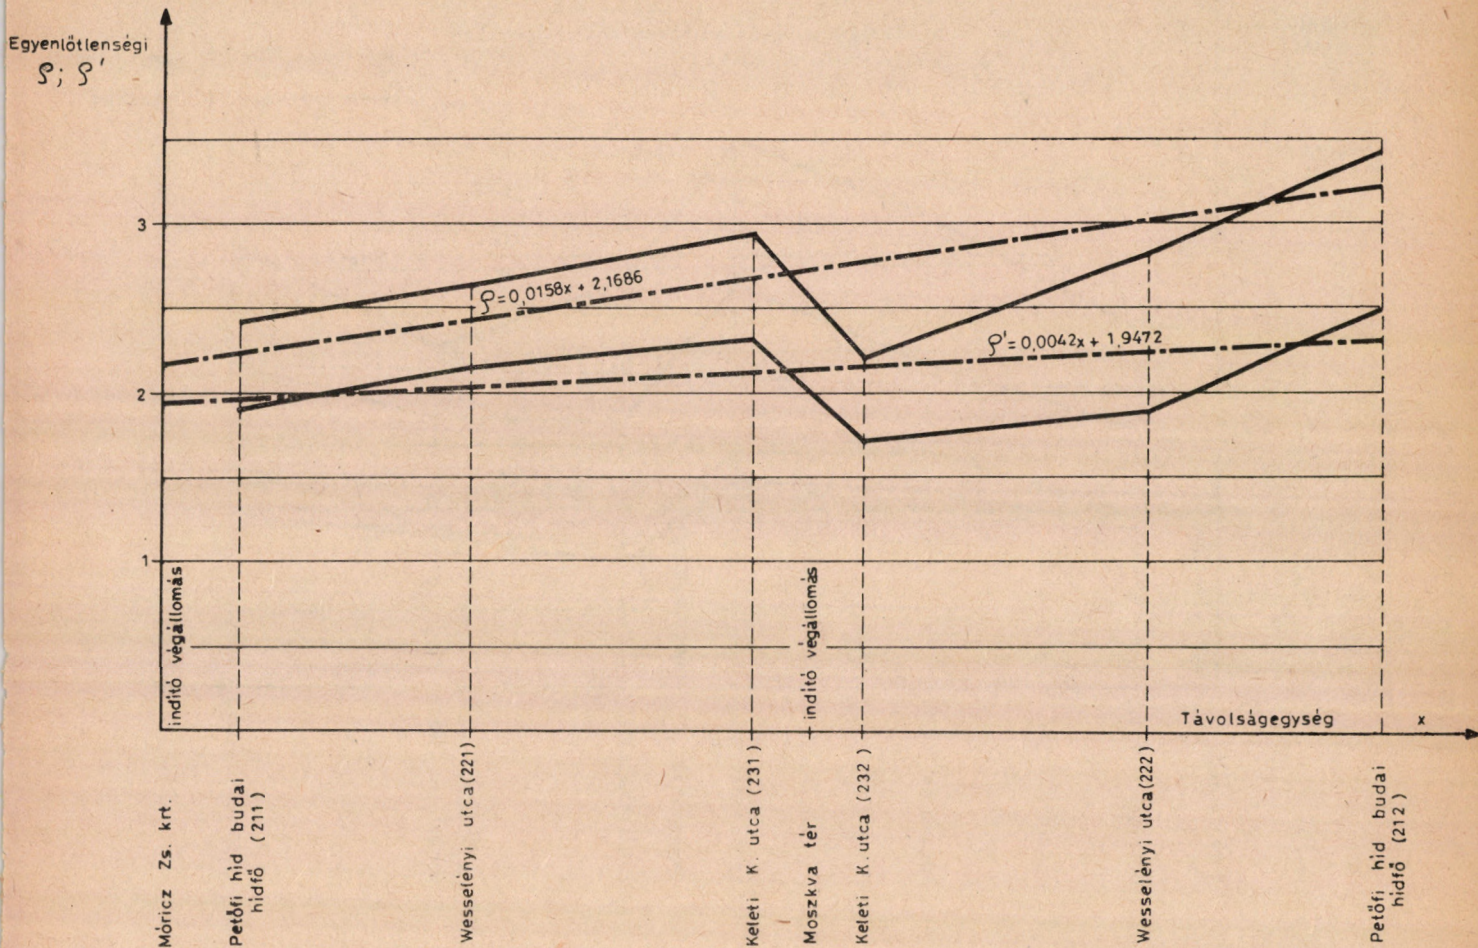 Egyenlőtlenségi
ϱ; ϱ'
3
2
1
ϱ=0,0158x + 2,1686
ϱ'=0,0042x + 1,9472
indító végállomás
indító végállomás
Távolságegység x
Móricz Zs. krt.
Petőfi híd budai
hídfő (211)
Wesselényi utca(221)
Keleti K. utca (231)
Moszkva tér
Keleti K. utca (232)
Wesselényi utca(222)
Petőfi híd budai
hídfő (212)